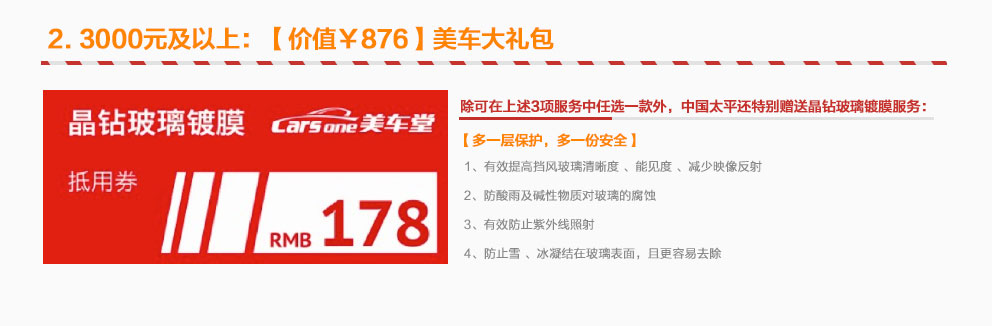 2. 3000元及以上：【价值￥876】美车大礼包
晶钻玻璃镀膜
Carsone美车堂
抵用券
RMB 178
除可在上述3项服务中任选一款外，中国太平还特别赠送晶钻玻璃镀膜服务：
【多一层保护，多一份安全】
1、有效提高挡风玻璃清晰度 、能见度 、减少映像反射
2、防酸雨及碱性物质对玻璃的腐蚀
3、有效防止紫外线照射
4、防止雪 、冰凝结在玻璃表面，且更容易去除